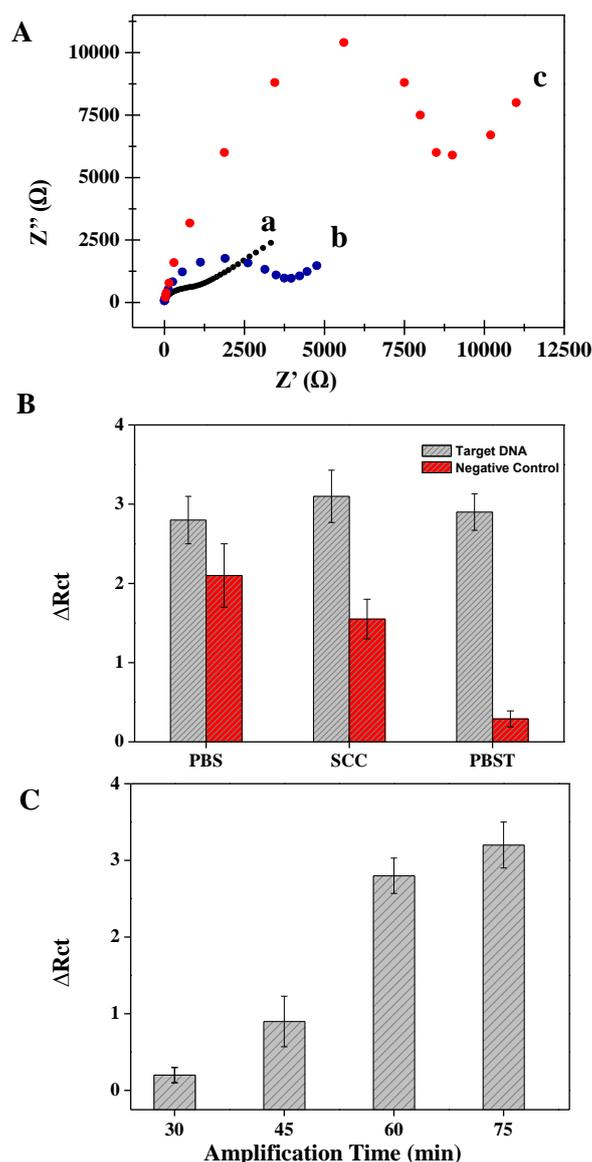 A
10000
7500
5000
2500
0
Z’’ (Ω)
a
b
c
0 2500 5000 7500 10000 12500
Z’ (Ω)
B
4
3
2
1
0
ΔRct
Target DNA
Negative Control
PBS SCC PBST
C
4
3
2
1
0
ΔRct
30 45 60 75
Amplification Time (min)